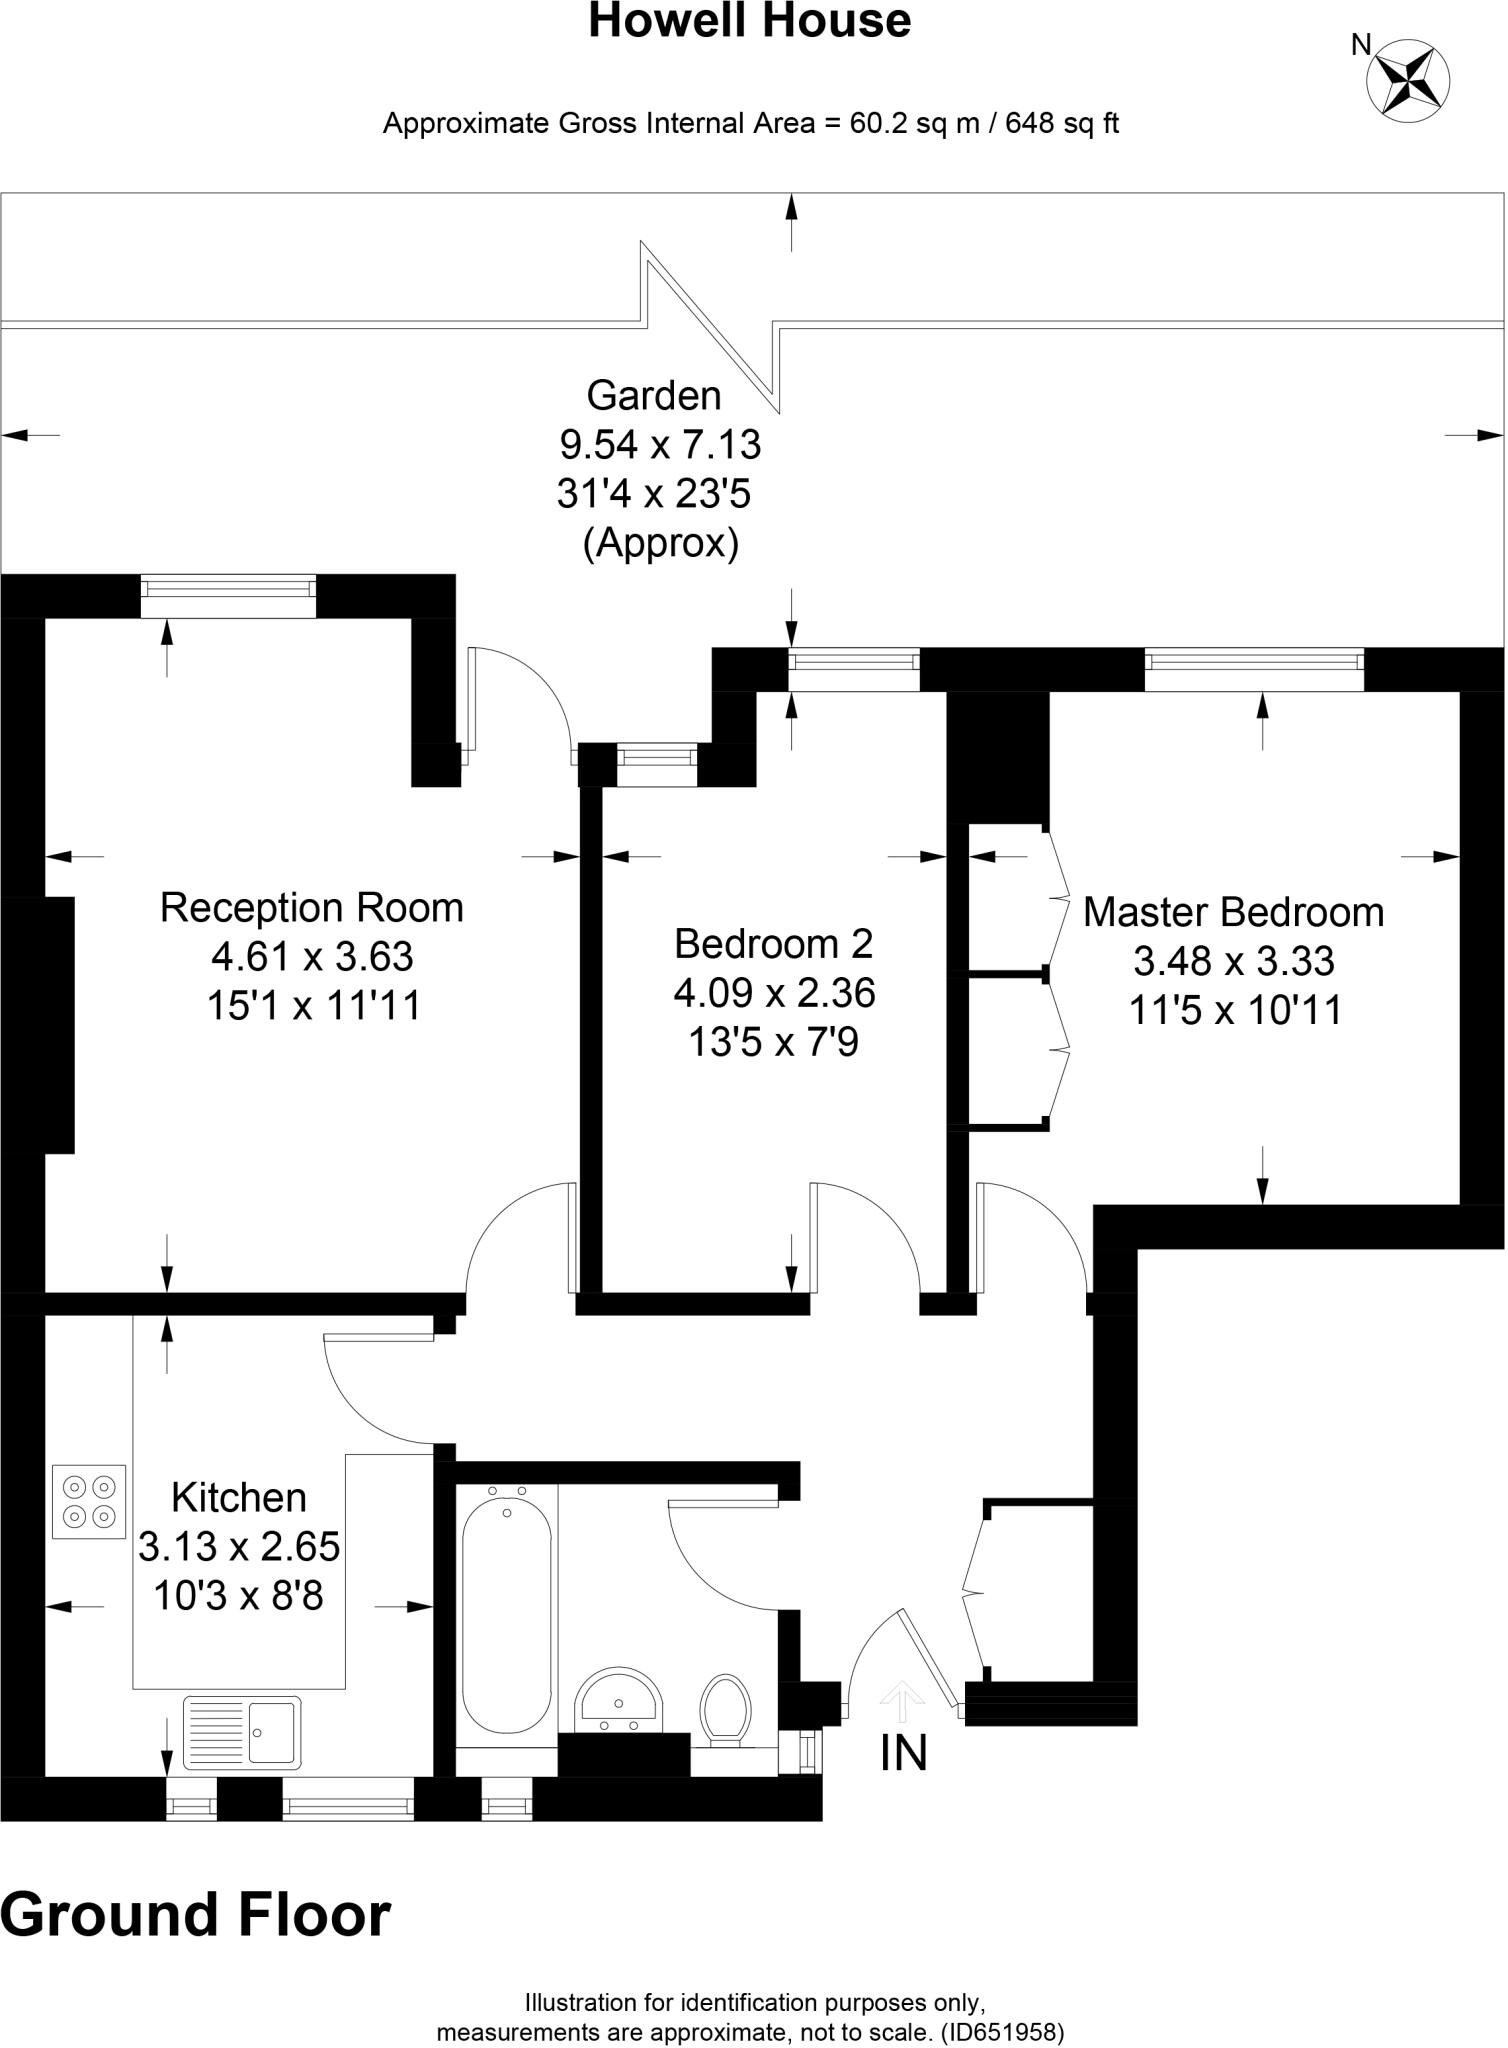 Howell House
N
Approximate Gross Internal Area = 60.2 sq m / 648 sq ft
Garden
9.54 x 7.13
31'4 x 23'5
(Approx)
Reception Room
4.61 x 3.63
15'1 x 11'11
Bedroom 2
4.09 x 2.36
13'5 x 7'9
Master Bedroom
3.48 x 3.33
11'5 x 10'11
Kitchen
3.13 x 2.65
10'3 x 8'8
IN
Ground Floor
Illustration for identification purposes only,
measurements are approximate, not to scale. (ID651958)